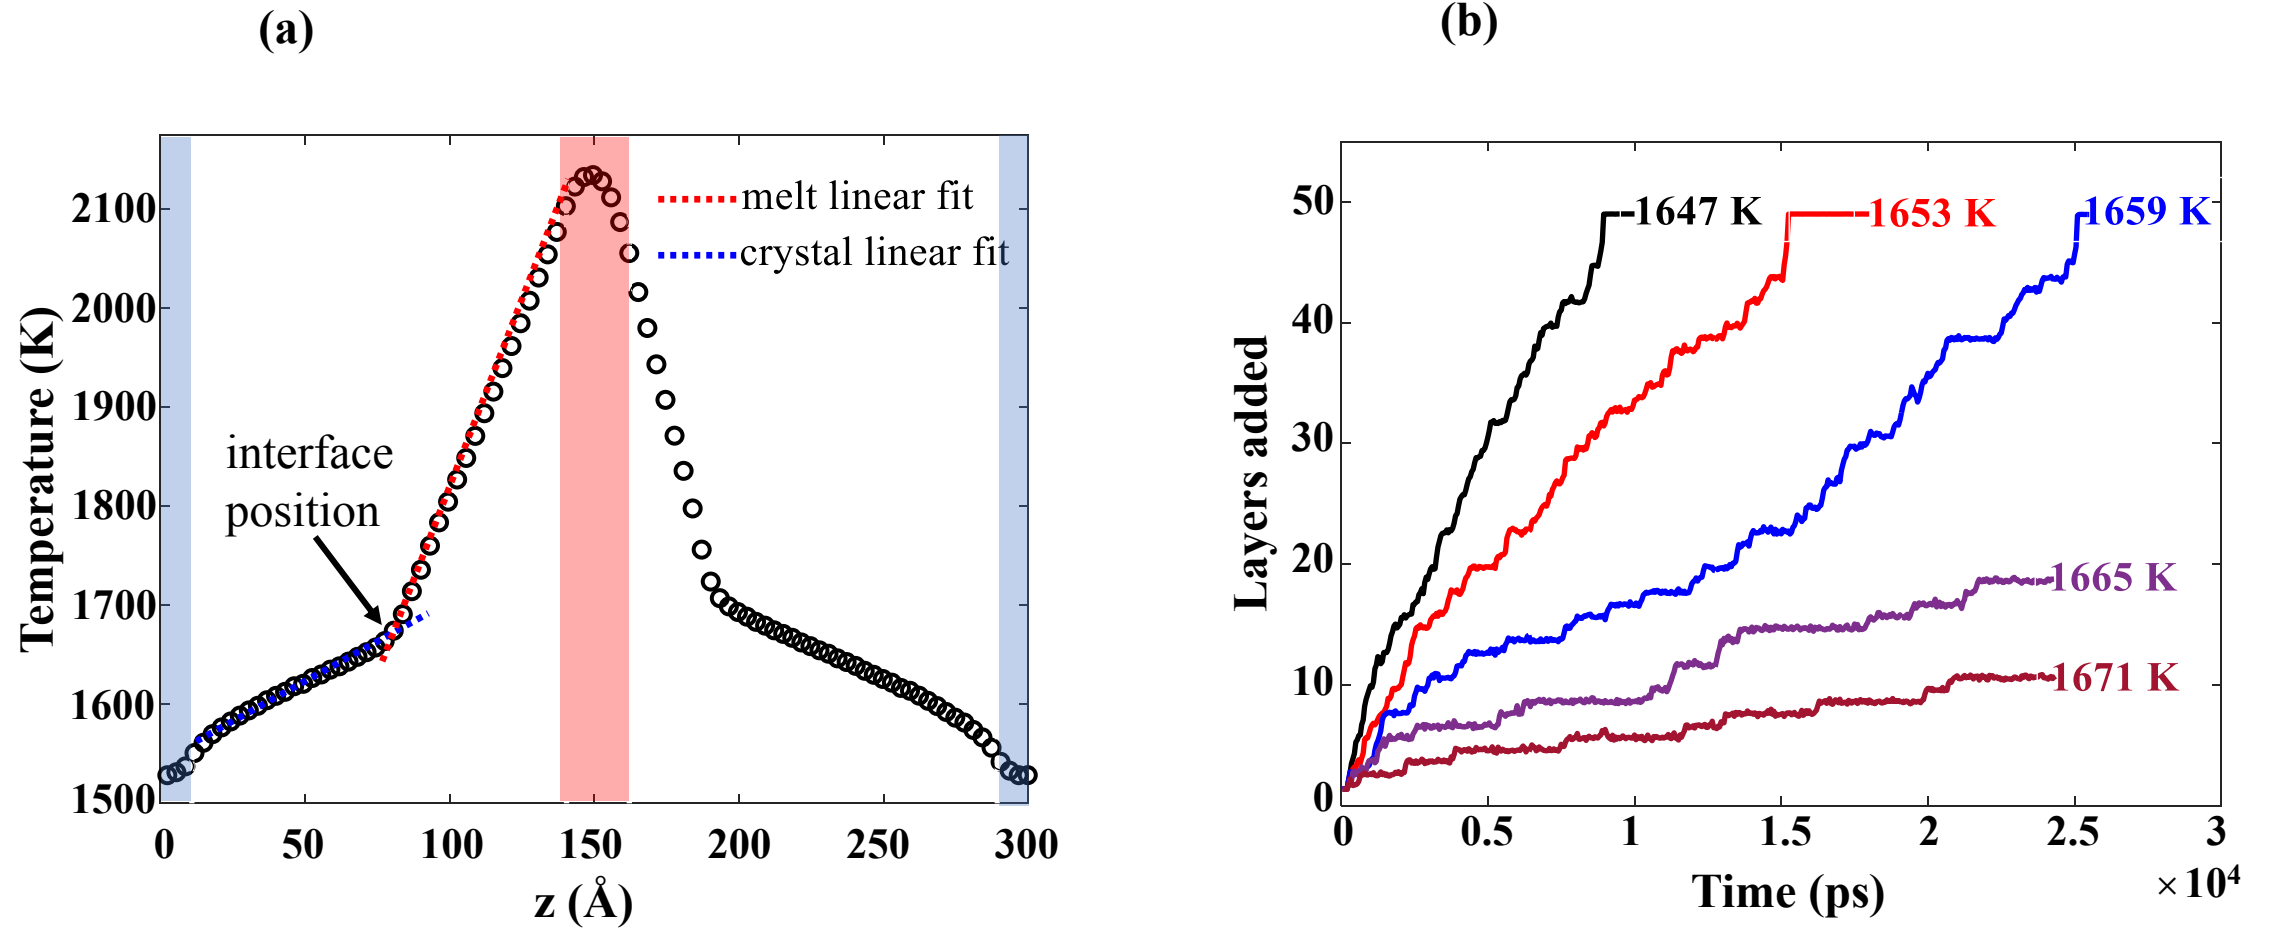 (a)
Temperature (K)
2100
2000
1900
1800
1700
1600
1500
melt linear fit
crystal linear fit
interface
position
0 50 100 150 200 250 300
z (Å)
(b)
Layers added
50
40
30
20
10
0
1647 K
1653 K
1659 K
1665 K
1671 K
0 0.5 1 1.5 2 2.5 3
Time (ps)
×10⁴